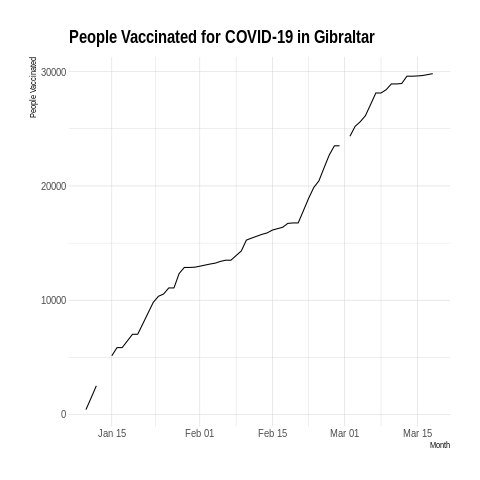 People Vaccinated for COVID-19 in Gibraltar
People Vaccinated
30000
20000
10000
0
Jan 15 Feb 01 Feb 15 Mar 01 Mar 15
Month